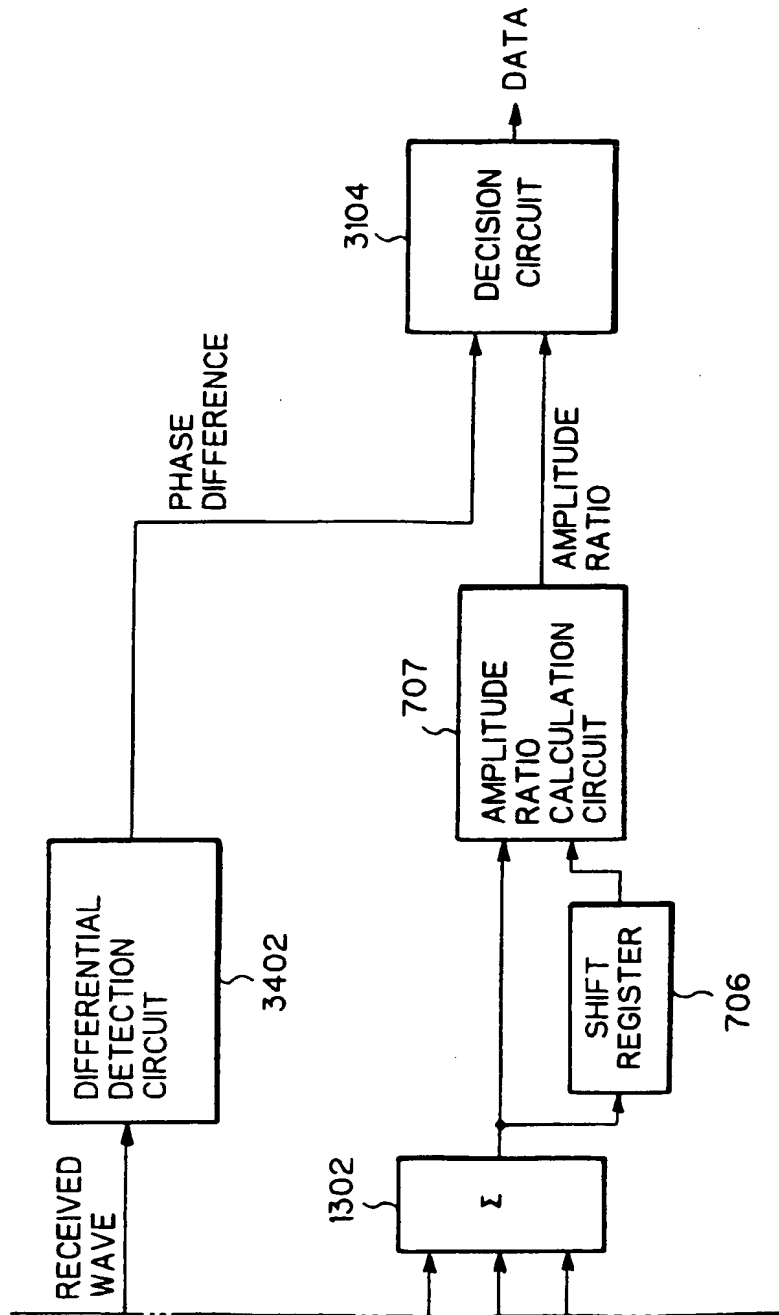 RECEIVED
WAVE
DIFFERENTIAL
DETECTION
CIRCUIT
3402
PHASE
DIFFERENCE
1302
Σ
SHIFT
REGISTER
706
707
AMPLITUDE
RATIO
CALCULATION
CIRCUIT
AMPLITUDE
RATIO
3104
DECISION
CIRCUIT
DATA